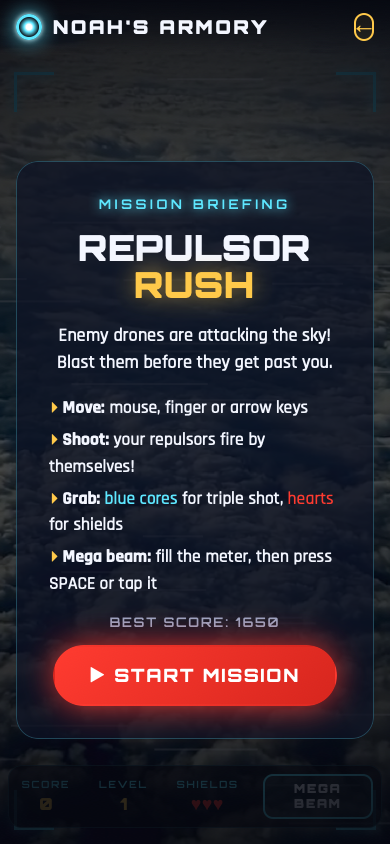 NOAH'S ARMORY
←
MISSION BRIEFING
REPULSOR
RUSH
Enemy drones are attacking the sky!
Blast them before they get past you.
Move: mouse, finger or arrow keys
Shoot: your repulsors fire by
themselves!
Grab: blue cores for triple shot, hearts
for shields
Mega beam: fill the meter, then press
SPACE or tap it
BEST SCORE: 1650
▶ START MISSION
SCORE LEVEL SHIELDS MEGA
0 1 ♥♥♥ BEAM